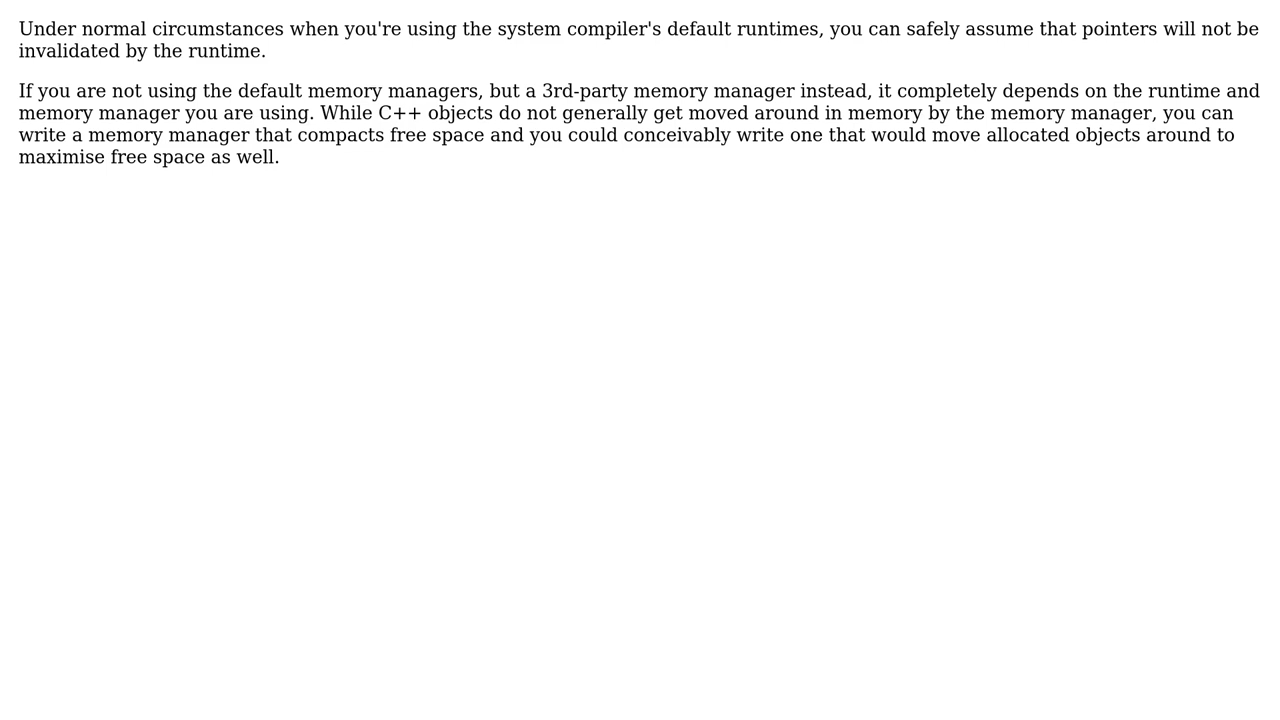 Under normal circumstances when you're using the system compiler's default runtimes, you can safely assume that pointers will not be
invalidated by the runtime.
If you are not using the default memory managers, but a 3rd-party memory manager instead, it completely depends on the runtime and
memory manager you are using. While C++ objects do not generally get moved around in memory by the memory manager, you can
write a memory manager that compacts free space and you could conceivably write one that would move allocated objects around to
maximise free space as well.